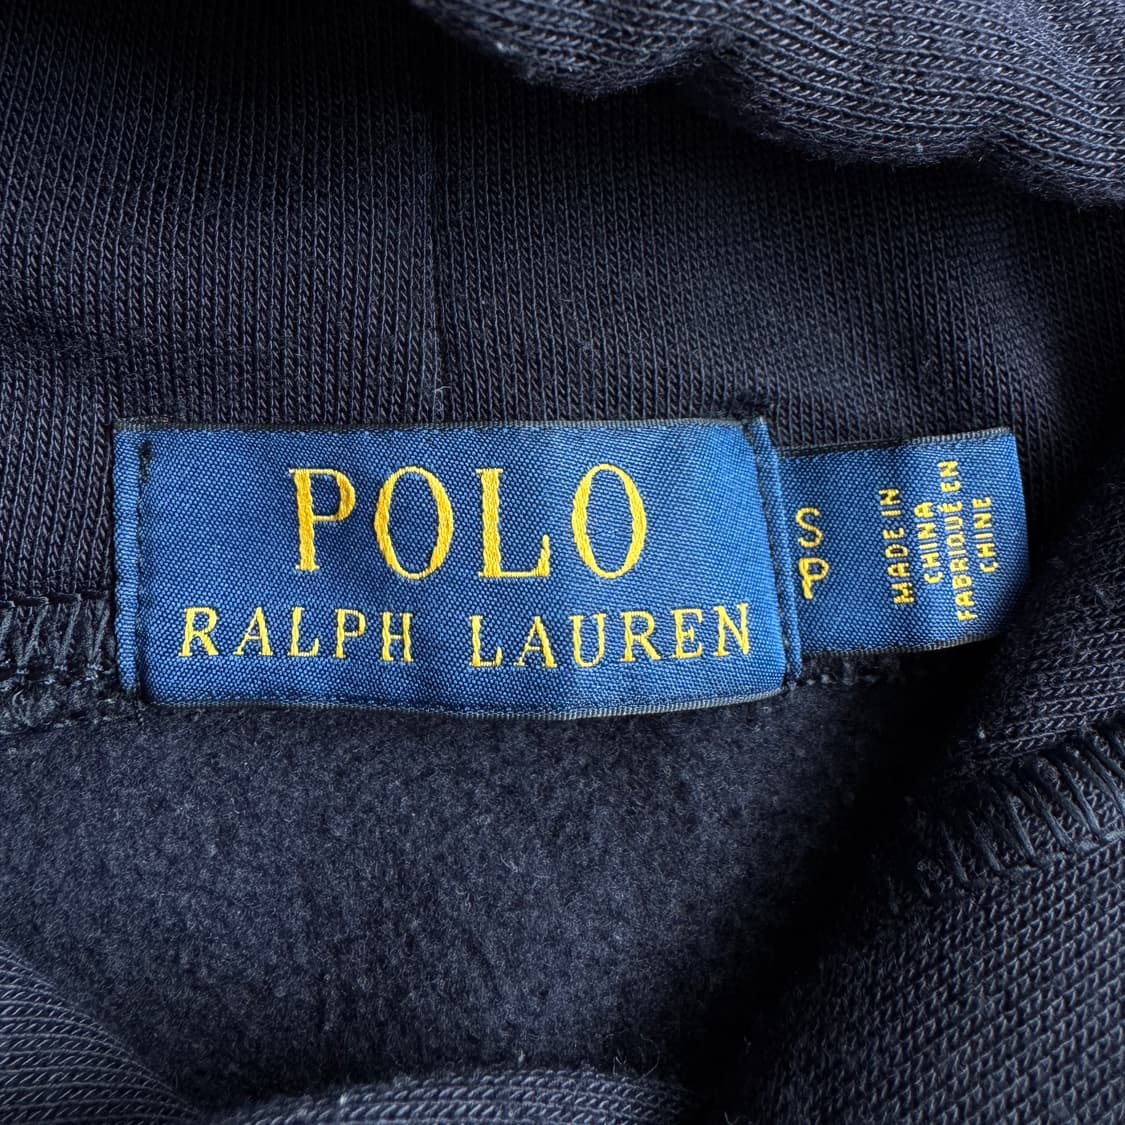 POLO
RALPH LAUREN
S
P
MADE IN
CHINA
FABRIQUÉ EN
CHINE